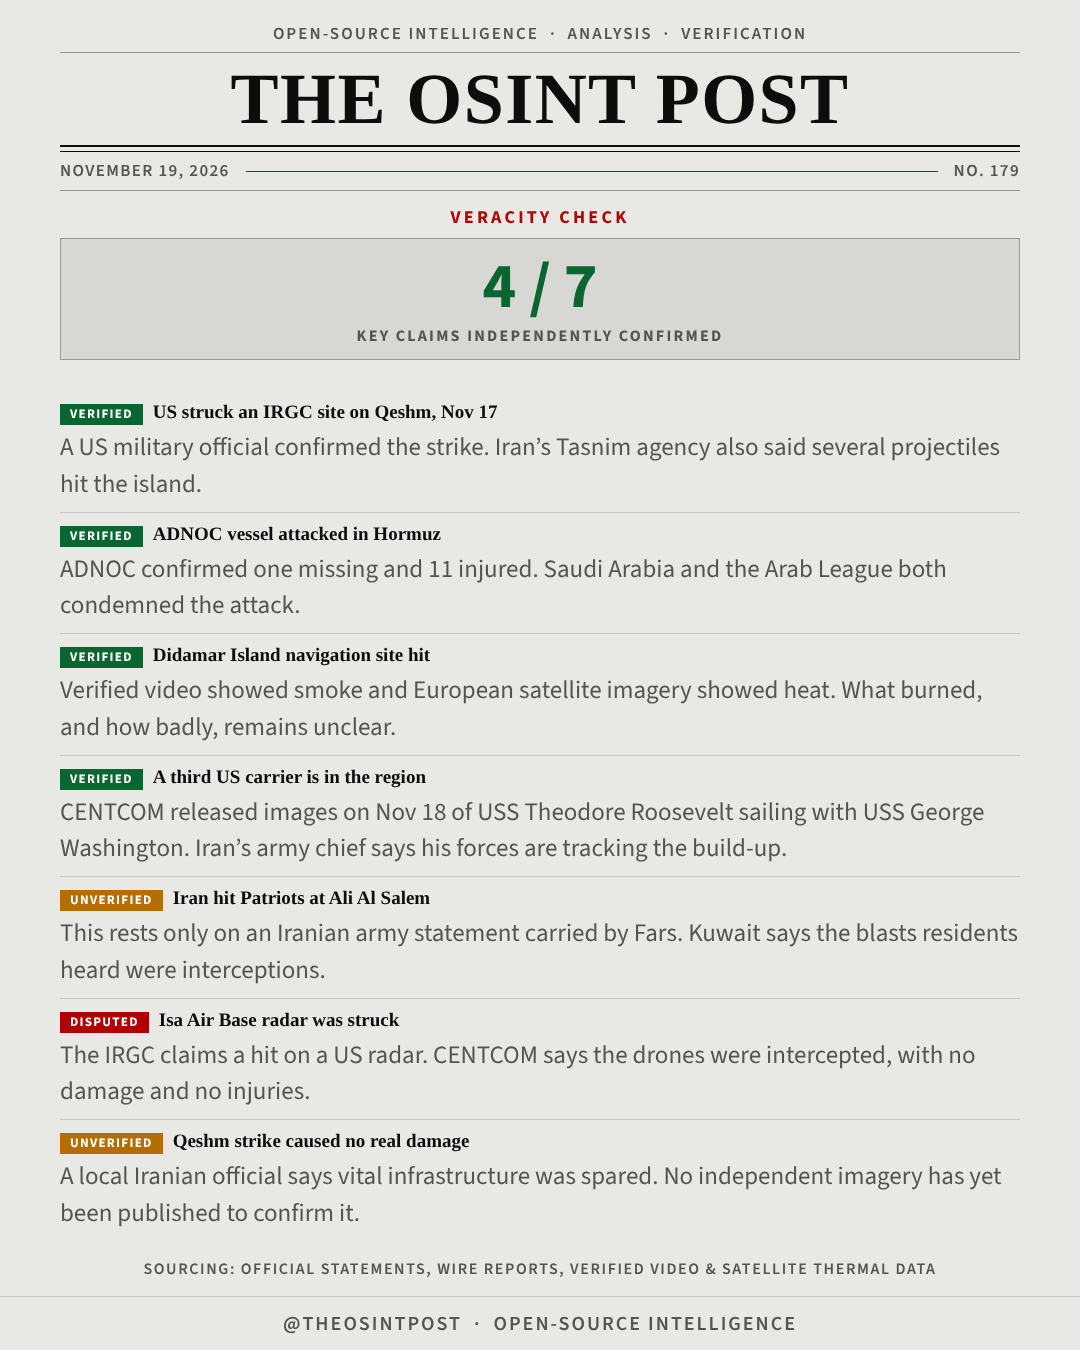 OPEN-SOURCE INTELLIGENCE · ANALYSIS · VERIFICATION
THE OSINT POST
NOVEMBER 19, 2026
NO. 179
VERACITY CHECK
4 / 7
KEY CLAIMS INDEPENDENTLY CONFIRMED
VERIFIED US struck an IRGC site on Qeshm, Nov 17
A US military official confirmed the strike. Iran’s Tasnim agency also said several projectiles
hit the island.
VERIFIED ADNOC vessel attacked in Hormuz
ADNOC confirmed one missing and 11 injured. Saudi Arabia and the Arab League both
condemned the attack.
VERIFIED Didamar Island navigation site hit
Verified video showed smoke and European satellite imagery showed heat. What burned,
and how badly, remains unclear.
VERIFIED A third US carrier is in the region
CENTCOM released images on Nov 18 of USS Theodore Roosevelt sailing with USS George
Washington. Iran’s army chief says his forces are tracking the build-up.
UNVERIFIED Iran hit Patriots at Ali Al Salem
This rests only on an Iranian army statement carried by Fars. Kuwait says the blasts residents
heard were interceptions.
DISPUTED Isa Air Base radar was struck
The IRGC claims a hit on a US radar. CENTCOM says the drones were intercepted, with no
damage and no injuries.
UNVERIFIED Qeshm strike caused no real damage
A local Iranian official says vital infrastructure was spared. No independent imagery has yet
been published to confirm it.
SOURCING: OFFICIAL STATEMENTS, WIRE REPORTS, VERIFIED VIDEO & SATELLITE THERMAL DATA
@THEOSINTPOST · OPEN-SOURCE INTELLIGENCE